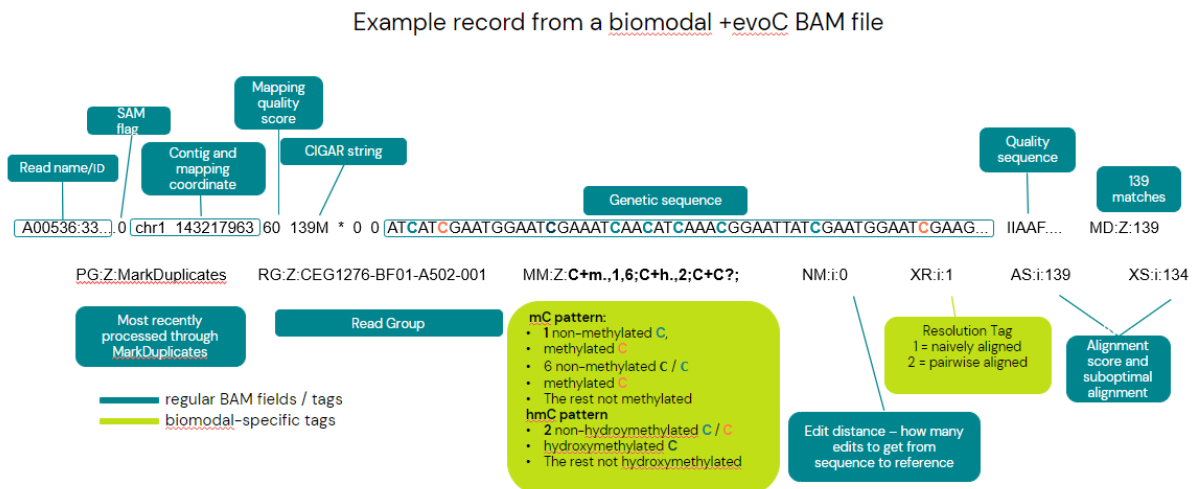 Example record from a biomodal +evoC BAM file
Mapping
quality
score
SAM
flag
Contig and
mapping
coordinate
CIGAR string
Read name/ID
Quality
sequence
139
matches
Genetic sequence
A00536:33.... 0 chr1 143217963 60 139M * 0 0 ATCATCGAATGGAATCGAAATCAACATCAAACGGAATTATCGAATGGAATCGAAG... IIAAF.... MD:Z:139
PG:Z:MarkDuplicates RG:Z:CEG1276-BF01-A502-001 MM:Z:C+m.,1,6;C+h.,2;C+C?; NM:i:0 XR:i:1 AS:i:139 XS:i:134
Most recently
processed through
MarkDuplicates
Read Group
mC pattern:
• 1 non-methylated C,
• methylated C
• 6 non-methylated C / C
• methylated C
• The rest not methylated
hmC pattern
• 2 non-hydroymethylated C / C
• hydroxymethylated C
• The rest not hydroxymethylated
Resolution Tag
1 = naively aligned
2 = pairwise aligned
Alignment
score and
suboptimal
alignment
Edit distance – how many
edits to get from
sequence to reference
regular BAM fields / tags
biomodal-specific tags